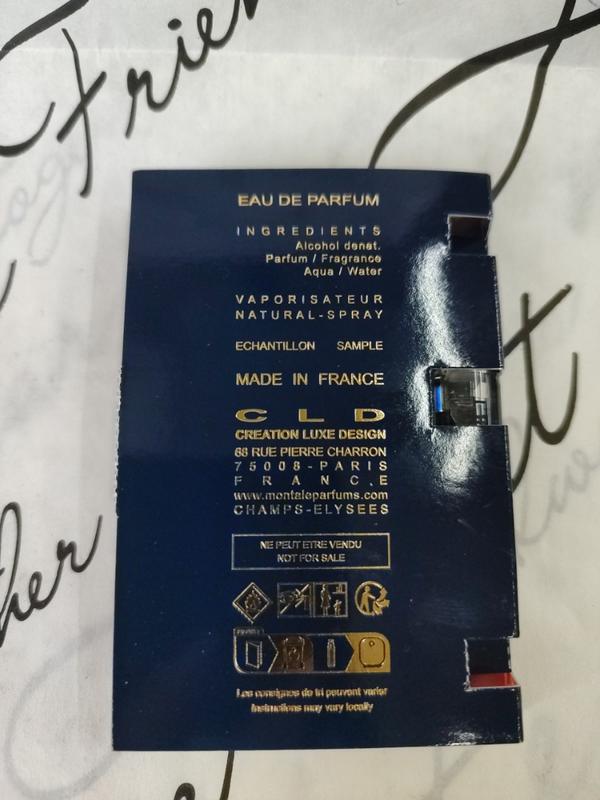 Frien
her
EAU DE PARFUM
INGREDIENTS
Alcohol denat.
Parfum / Fragrance
Aqua / Water
VAPORISATEUR
NATURAL-SPRAY
ECHANTILLON SAMPLE
MADE IN FRANCE
CLD
CREATION LUXE DESIGN
68 RUE PIERRE CHARRON
75008-PARIS
FRANCE
www.montaleparfums.com
CHAMPS-ELYSEES
NE PEUT ETRE VENDU
NOT FOR SALE
Les consignes de tri peuvent varier
Instructions may vary locally